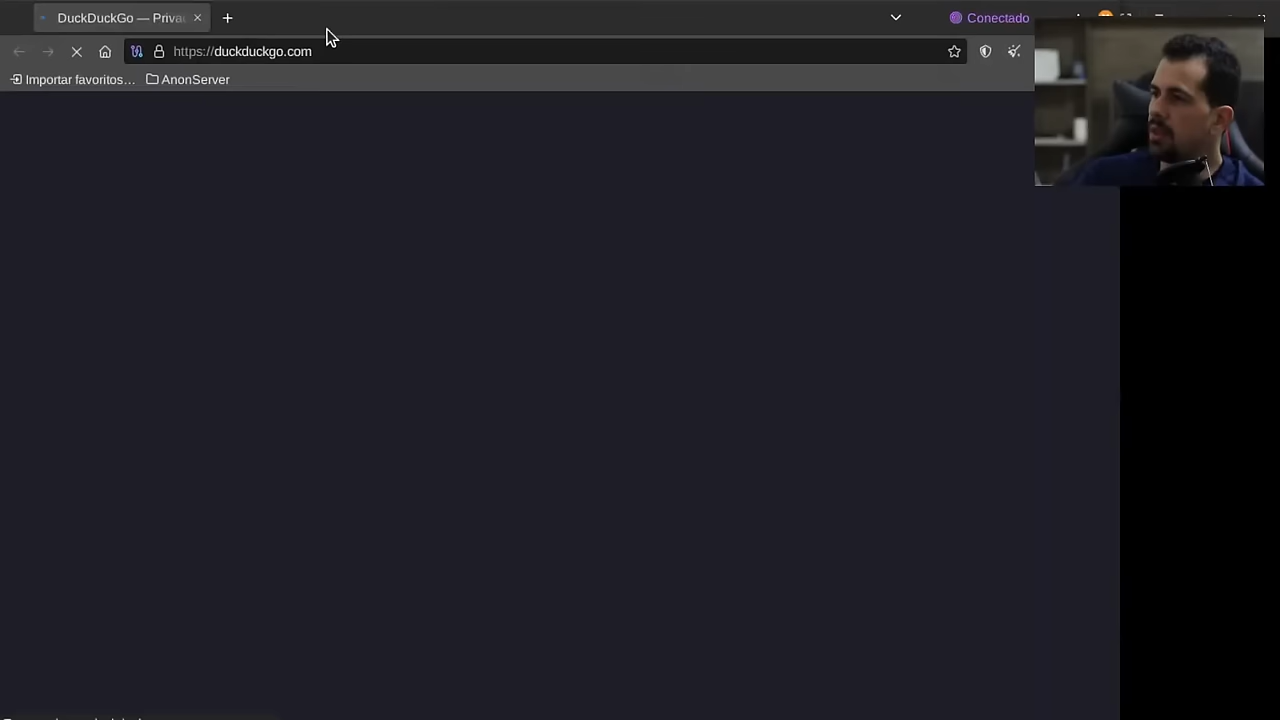 DuckDuckGo — Priva
Conectado
https://duckduckgo.com
Importar favoritos…
AnonServer